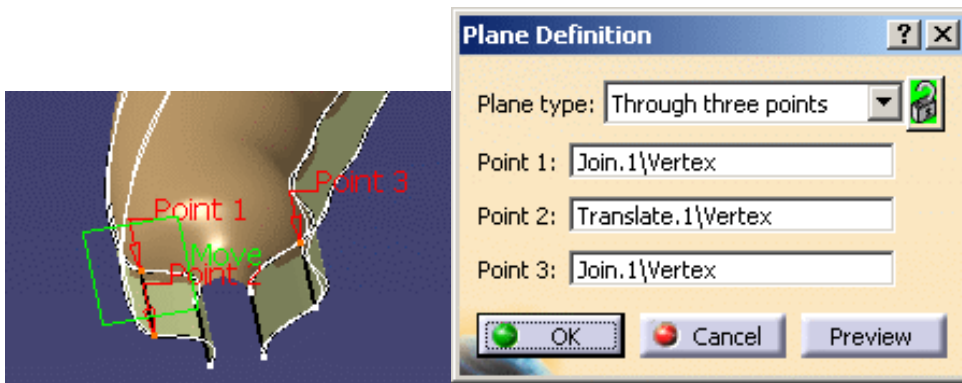 Point 1
Move
Point 2
Point 3
Plane Definition
Plane type: Through three points
Point 1: Join.1\Vertex
Point 2: Translate.1\Vertex
Point 3: Join.1\Vertex
OK Cancel Preview